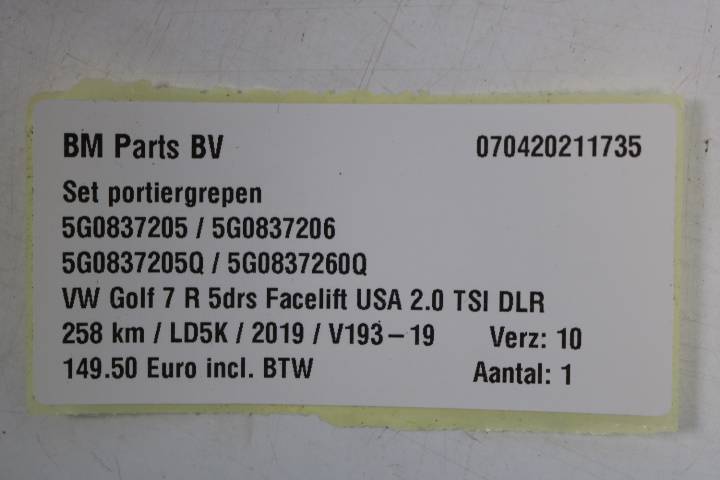 BM Parts BV 070420211735
Set portiergrepen
5G0837205 / 5G0837206
5G0837205Q / 5G0837260Q
VW Golf 7 R 5drs Facelift USA 2.0 TSI DLR
258 km / LD5K / 2019 / V193-19 Verz: 10
149.50 Euro incl. BTW Aantal: 1